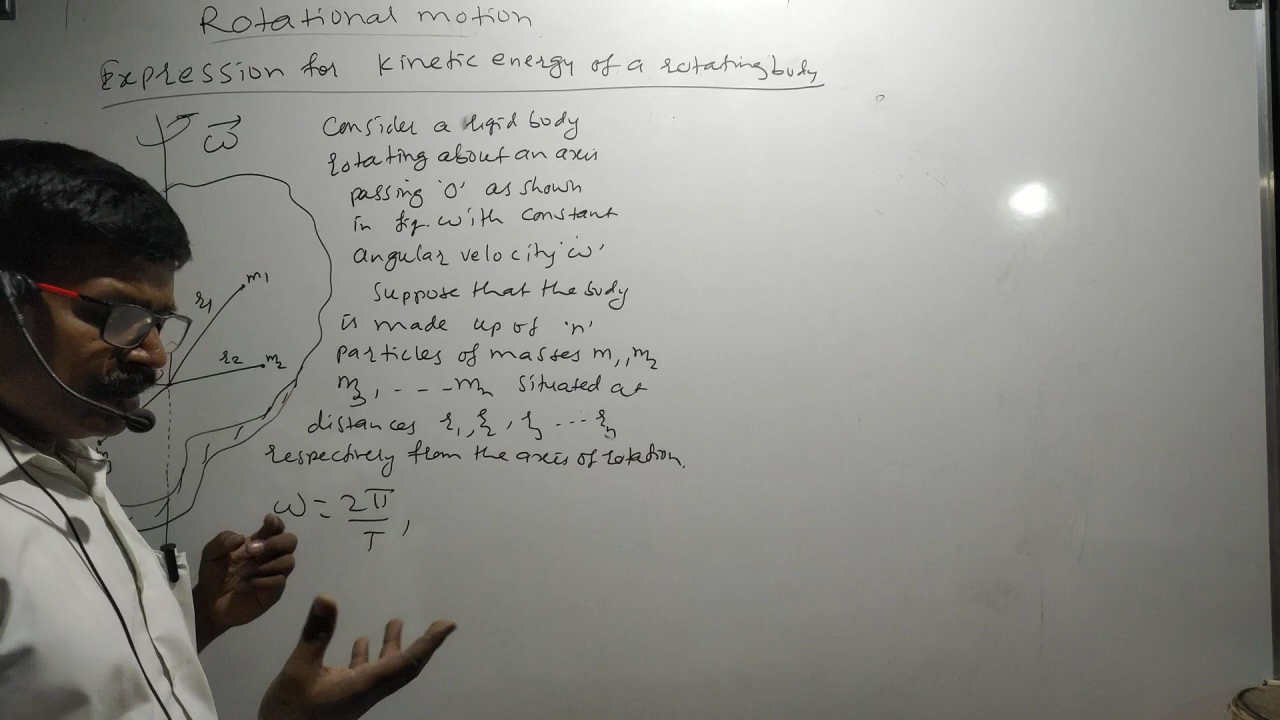 Rotational motion
Expression for kinetic energy of a rotating body
ω⃗
Consider a rigid body
rotating about an axis
passing 'O' as shown
in fig. with constant
angular velocity 'ω'
Suppose that the body
is made up of 'n'
particles of masses m₁, m₂
m₃, - - - mₙ situated at
distances r₁, r₂, r₃ ... rₙ
respectively from the axis of rotation.
ω = 2π/T,
m₁
r₁
r₂ m₂